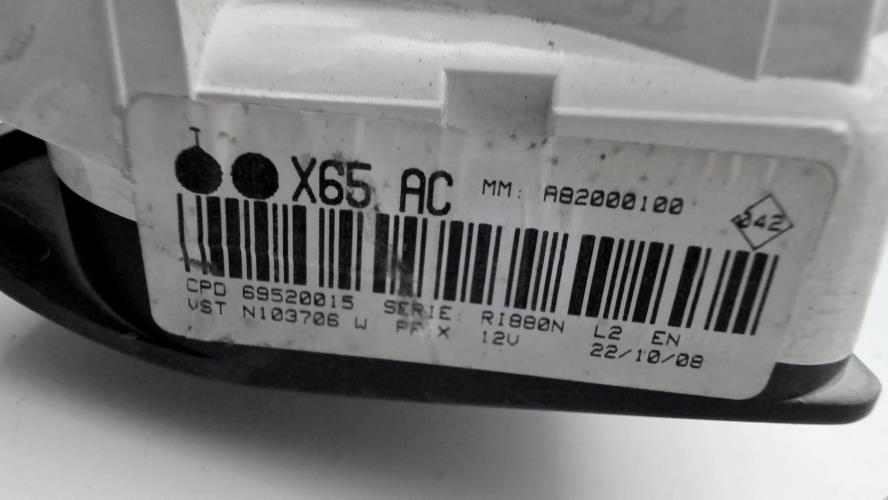 X65 AC MM: A82000100 242
CPD 69520015 SERIE: RI880N L2 EN
VST N103706 W PP:X 12V 22/10/08